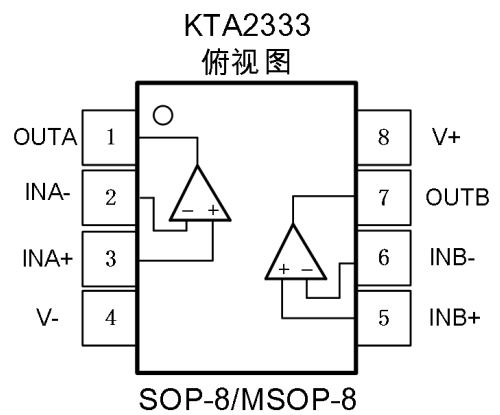 KTA2333
俯视图
OUTA 1 8 V+
INA- 2 7 OUTB
- +
INA+ 3 6 INB-
+ -
V- 4 5 INB+
SOP-8/MSOP-8